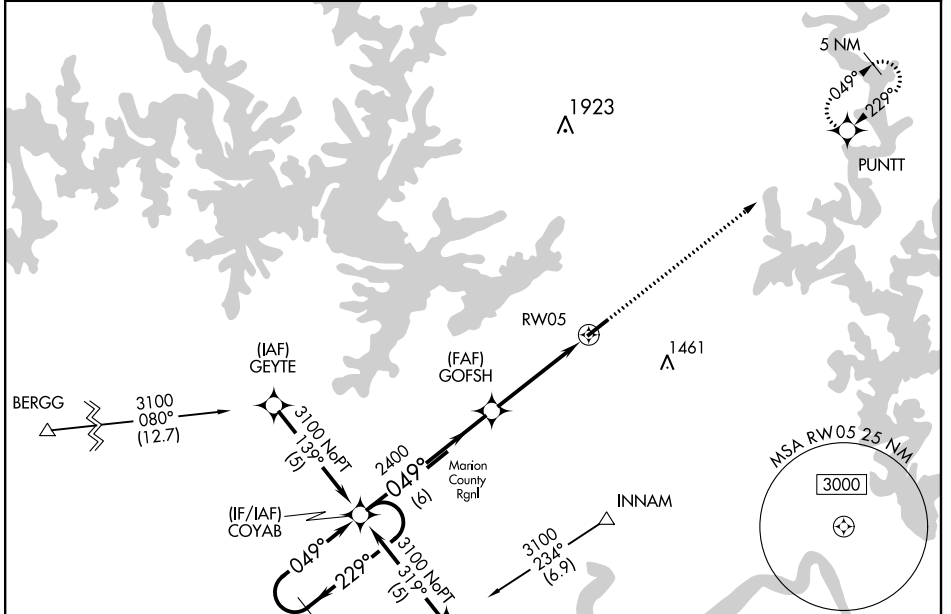 5 NM
049°
229°
PUNTT
1923
RW05
1461
(FAF)
GOFSH
(IAF)
GEYTE
BERGG
3100
080°
(12.7)
3100 NoPT
139°
(5)
2400
049°
(6)
Marion
County
Rgnl
(IF/IAF)
COYAB
049°
229°
3100 NoPT
319°
(5)
INNAM
3100
234°
(6.9)
MSA RW05 25 NM
3000